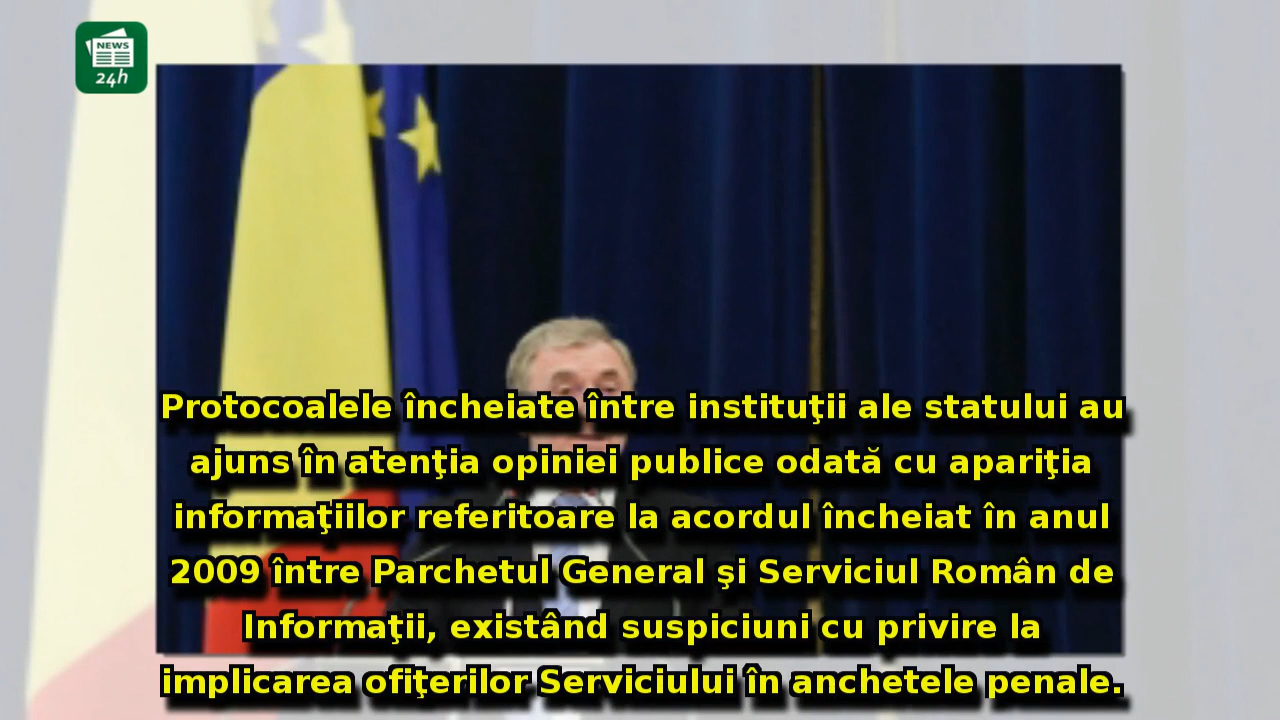 NEWS
24h
Protocoalele încheiate între instituţii ale statului au
ajuns în atenţia opiniei publice odată cu apariţia
informaţiilor referitoare la acordul încheiat în anul
2009 între Parchetul General şi Serviciul Român de
Informaţii, existând suspiciuni cu privire la
implicarea ofiţerilor Serviciului în anchetele penale.